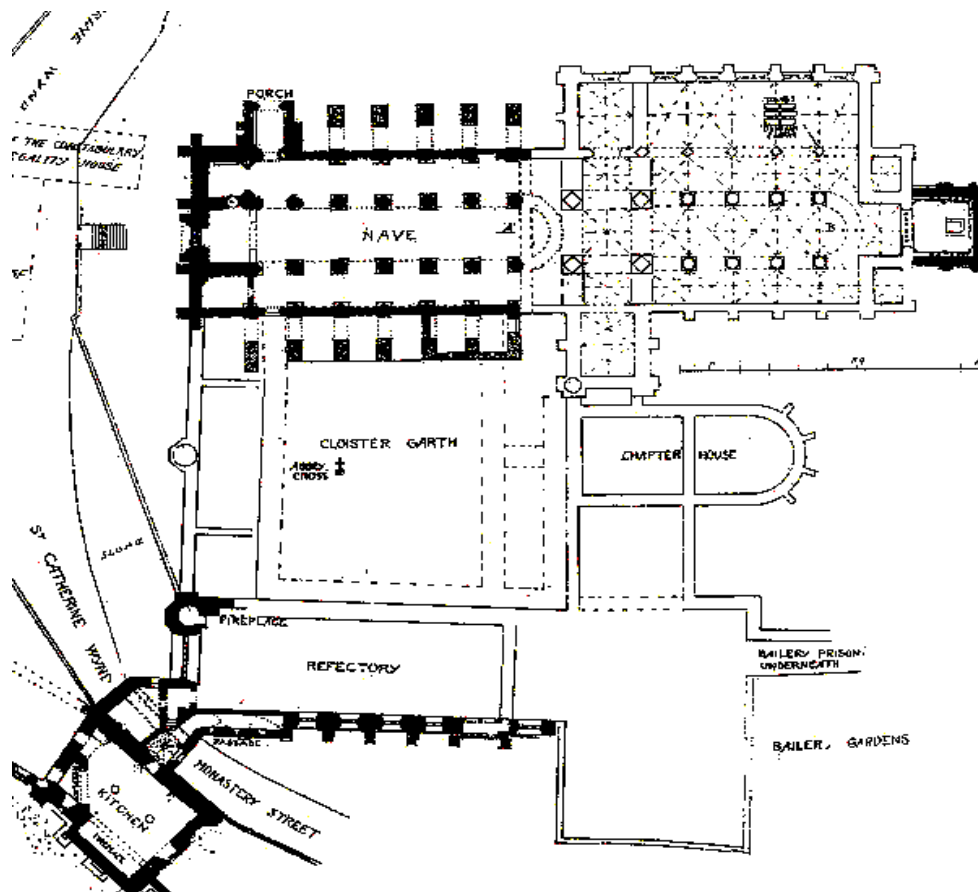 PORCH
THE CONSTABULARY
HOUSE
NAVE
A
B
CLOISTER GARTH
ABBEY
CROSS
CHAPTER HOUSE
ST CATHERINE WYND
FIREPLACE
REFECTORY
BAILERY PRISON
UNDERNEATH
PASSAGE
BAILERY GARDENS
MONASTERY STREET
KITCHEN